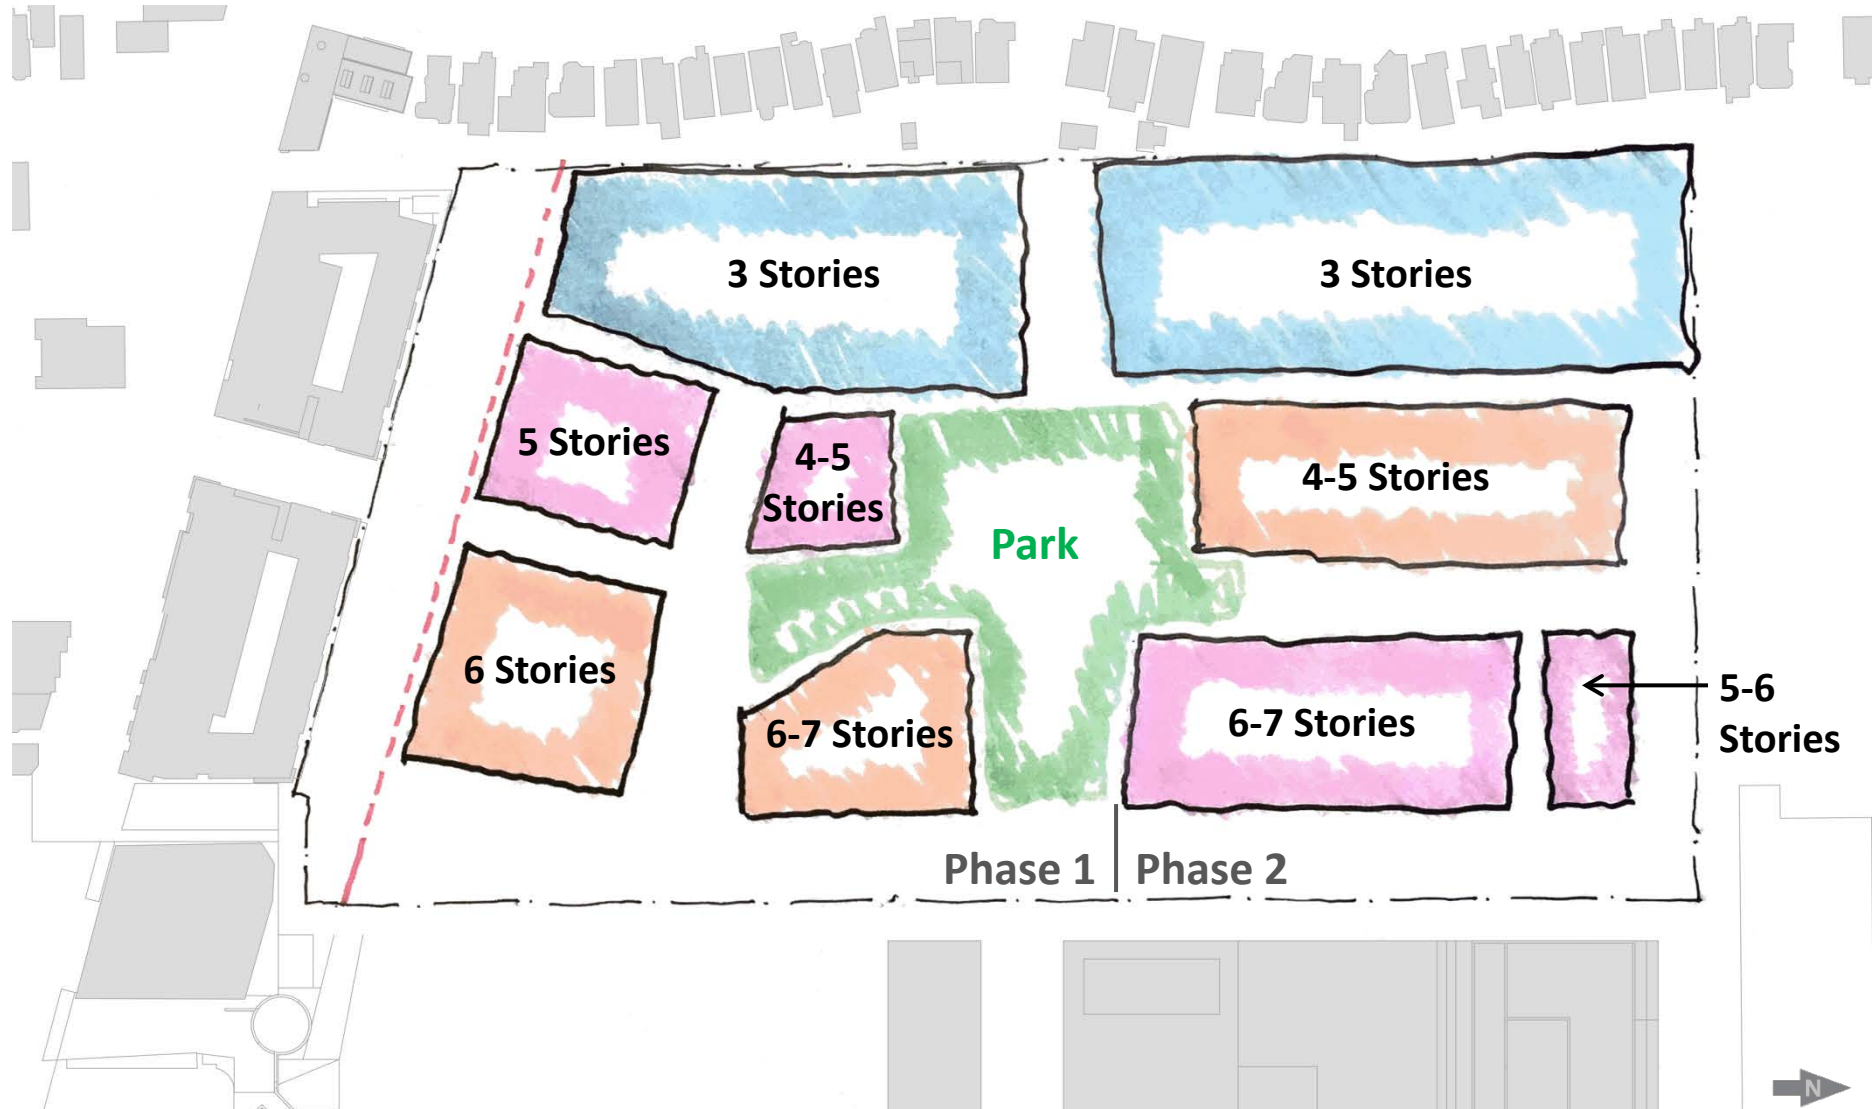 3 Stories
3 Stories
5 Stories
4-5
Stories
4-5 Stories
Park
6 Stories
6-7 Stories
6-7 Stories
5-6
Stories
Phase 1
Phase 2
N